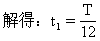 解得：t₁ = T/12